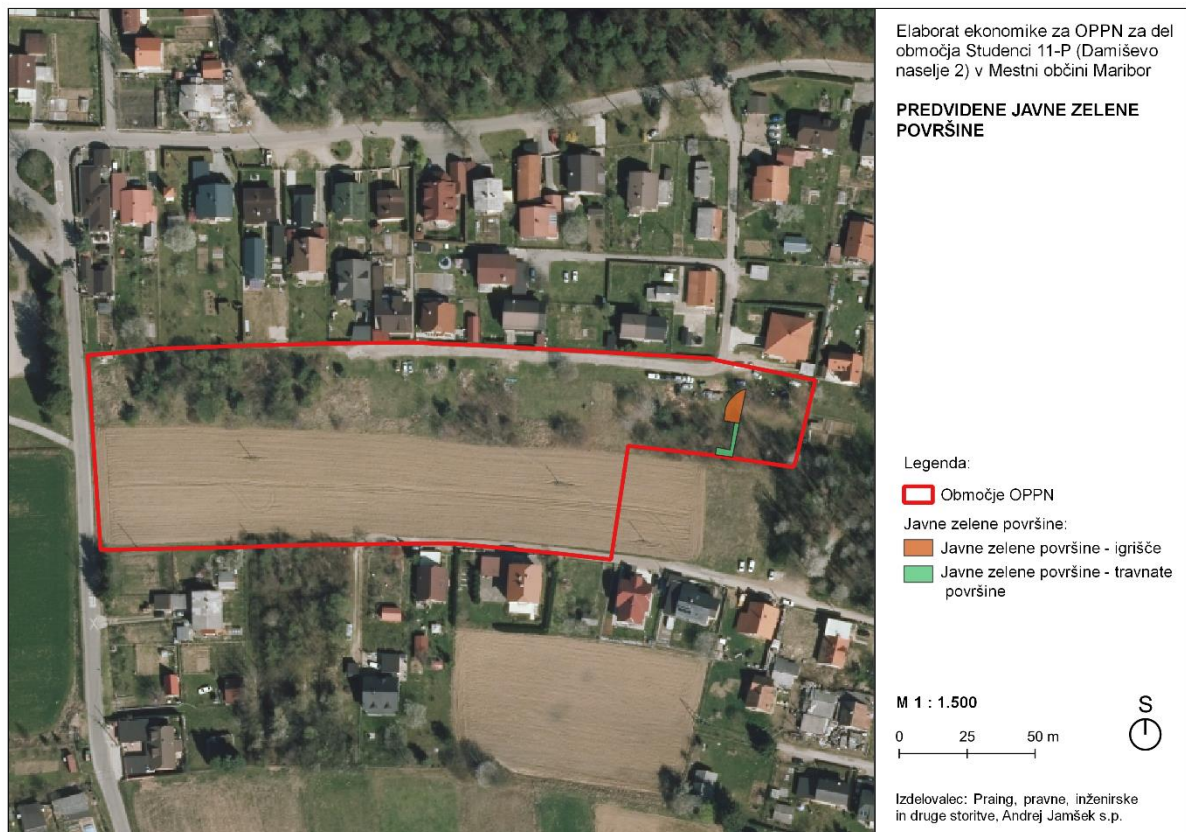 Elaborat ekonomike za OPPN za del
območja Studenci 11-P (Damiševo
naselje 2) v Mestni občini Maribor
PREDVIDENE JAVNE ZELENE
POVRŠINE
Legenda:
Območje OPPN
Javne zelene površine:
Javne zelene površine - igrišče
Javne zelene površine - travnate
površine
M 1 : 1.500
S
0 25 50 m
Izdelovalec: Praing, pravne, inženirske
in druge storitve, Andrej Jamšek s.p.